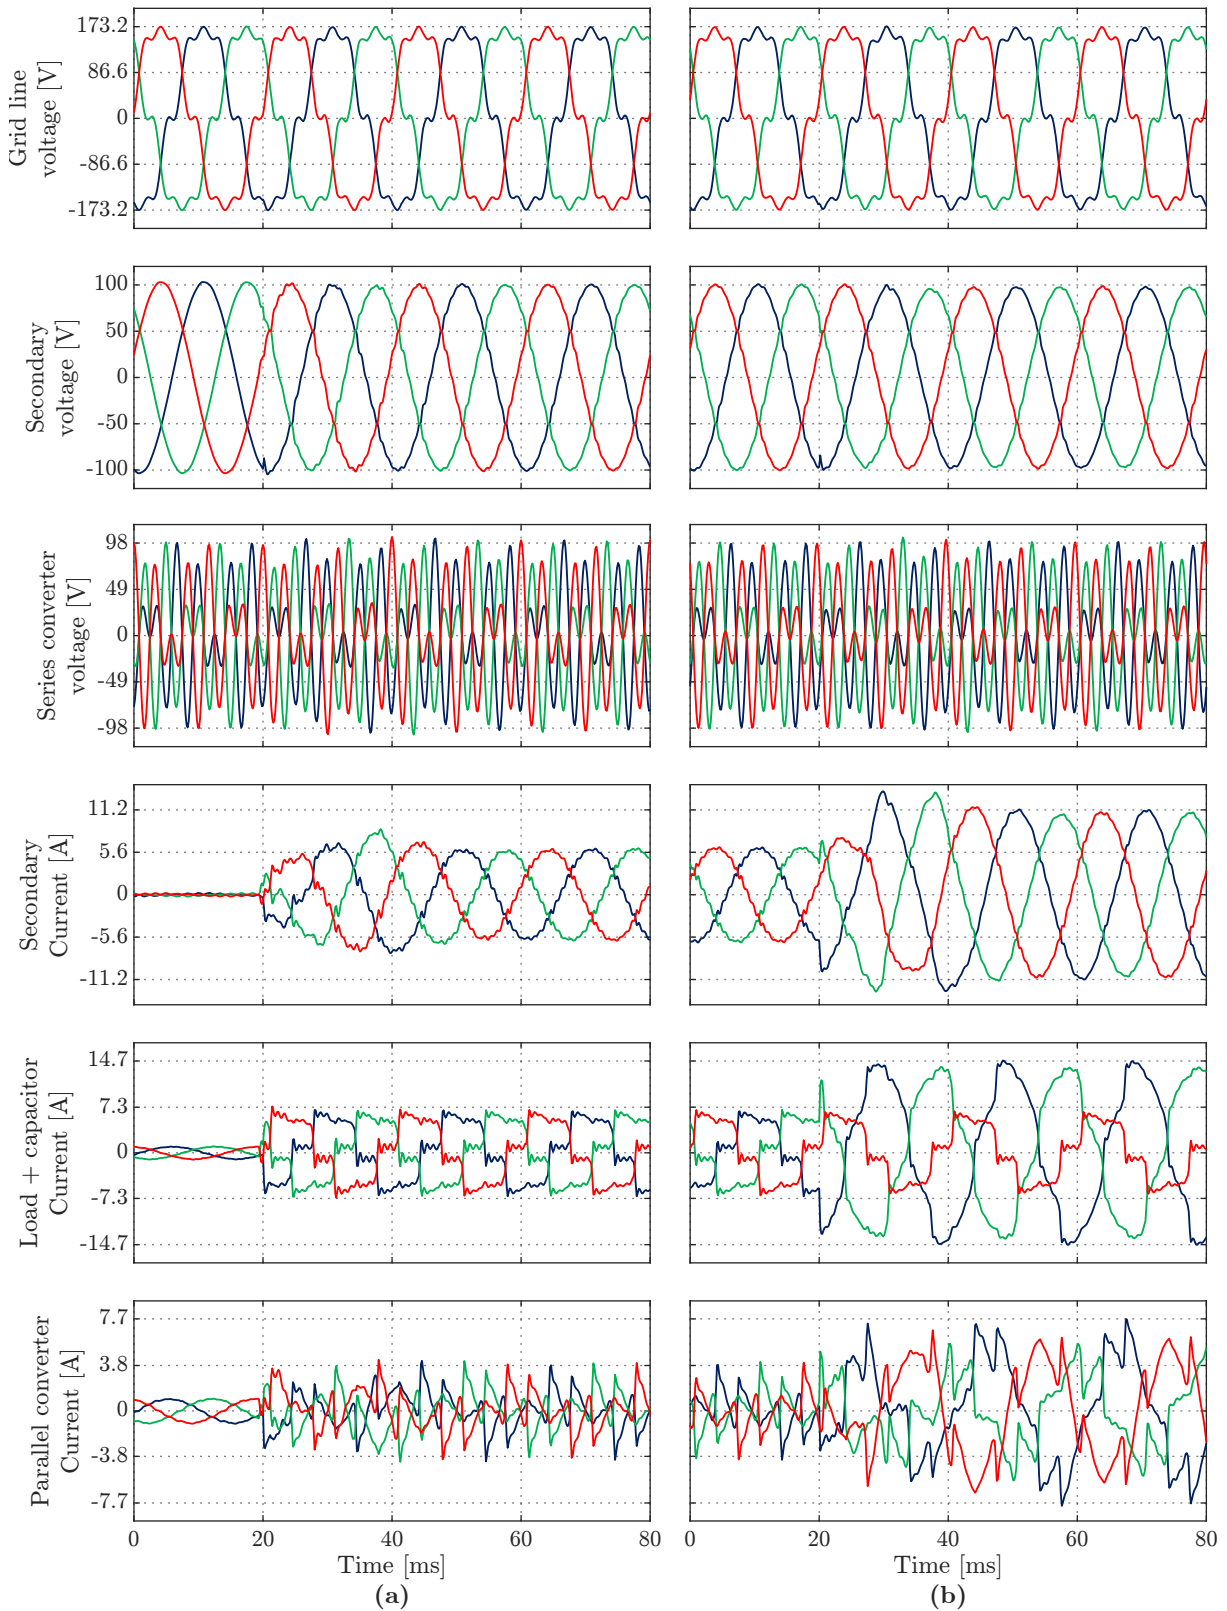 Grid line
voltage [V]
173.2
86.6
0
-86.6
-173.2
Secondary
voltage [V]
100
50
0
-50
-100
Series converter
voltage [V]
98
49
0
-49
-98
Secondary
Current [A]
11.2
5.6
0
-5.6
-11.2
Load + capacitor
Current [A]
14.7
7.3
0
-7.3
-14.7
Parallel converter
Current [A]
7.7
3.8
0
-3.8
-7.7
0 20 40 60 80 0 20 40 60 80
Time [ms] Time [ms]
(a) (b)